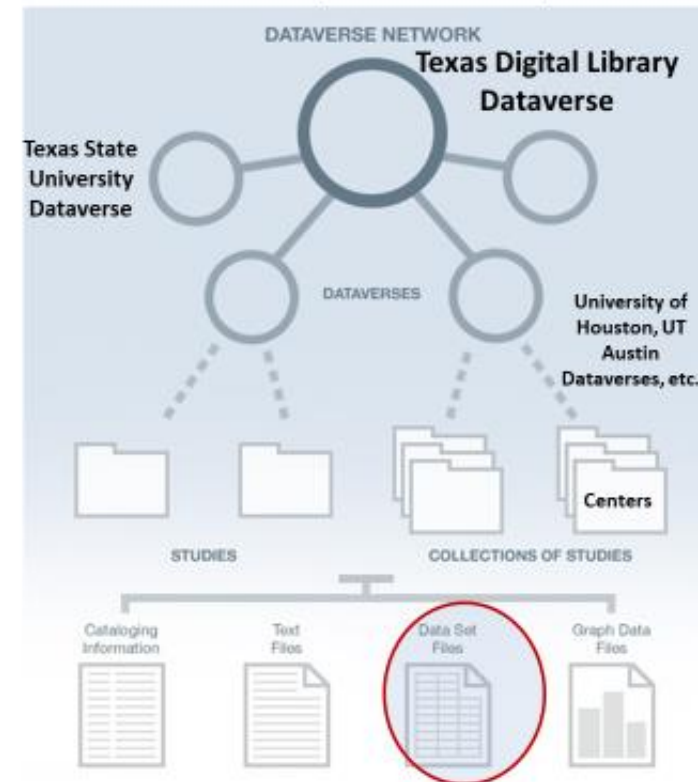 DATAVERSE NETWORK
Texas Digital Library
Dataverse
Texas State
University
Dataverse
DATAVERSES
University of
Houston, UT
Austin
Dataverses, etc.
Centers
STUDIES
COLLECTIONS OF STUDIES
Cataloging
Information
Text
Files
Data Set
Files
Graph Data
Files